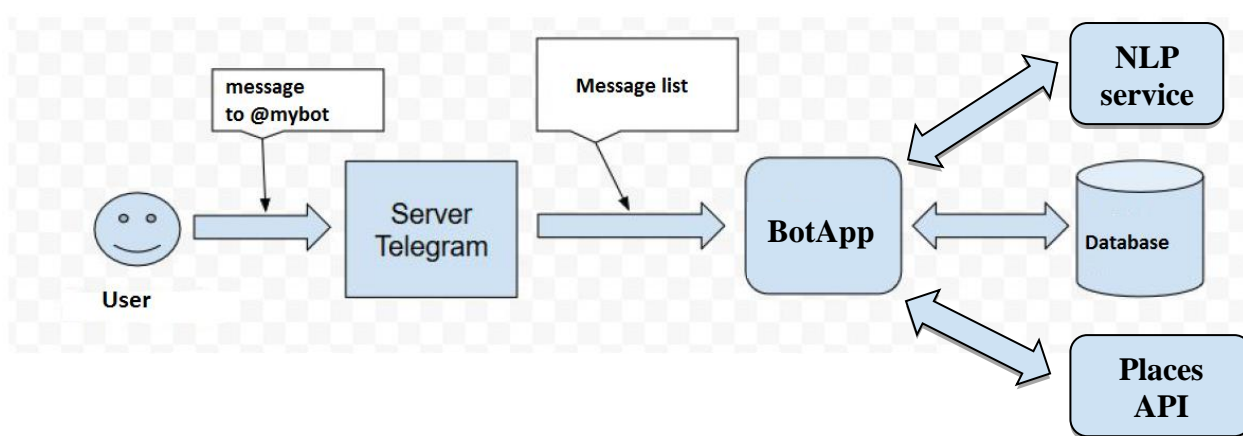 message
to @mybot
Message list
NLP
service
Server
Telegram
BotApp
Database
User
Places
API